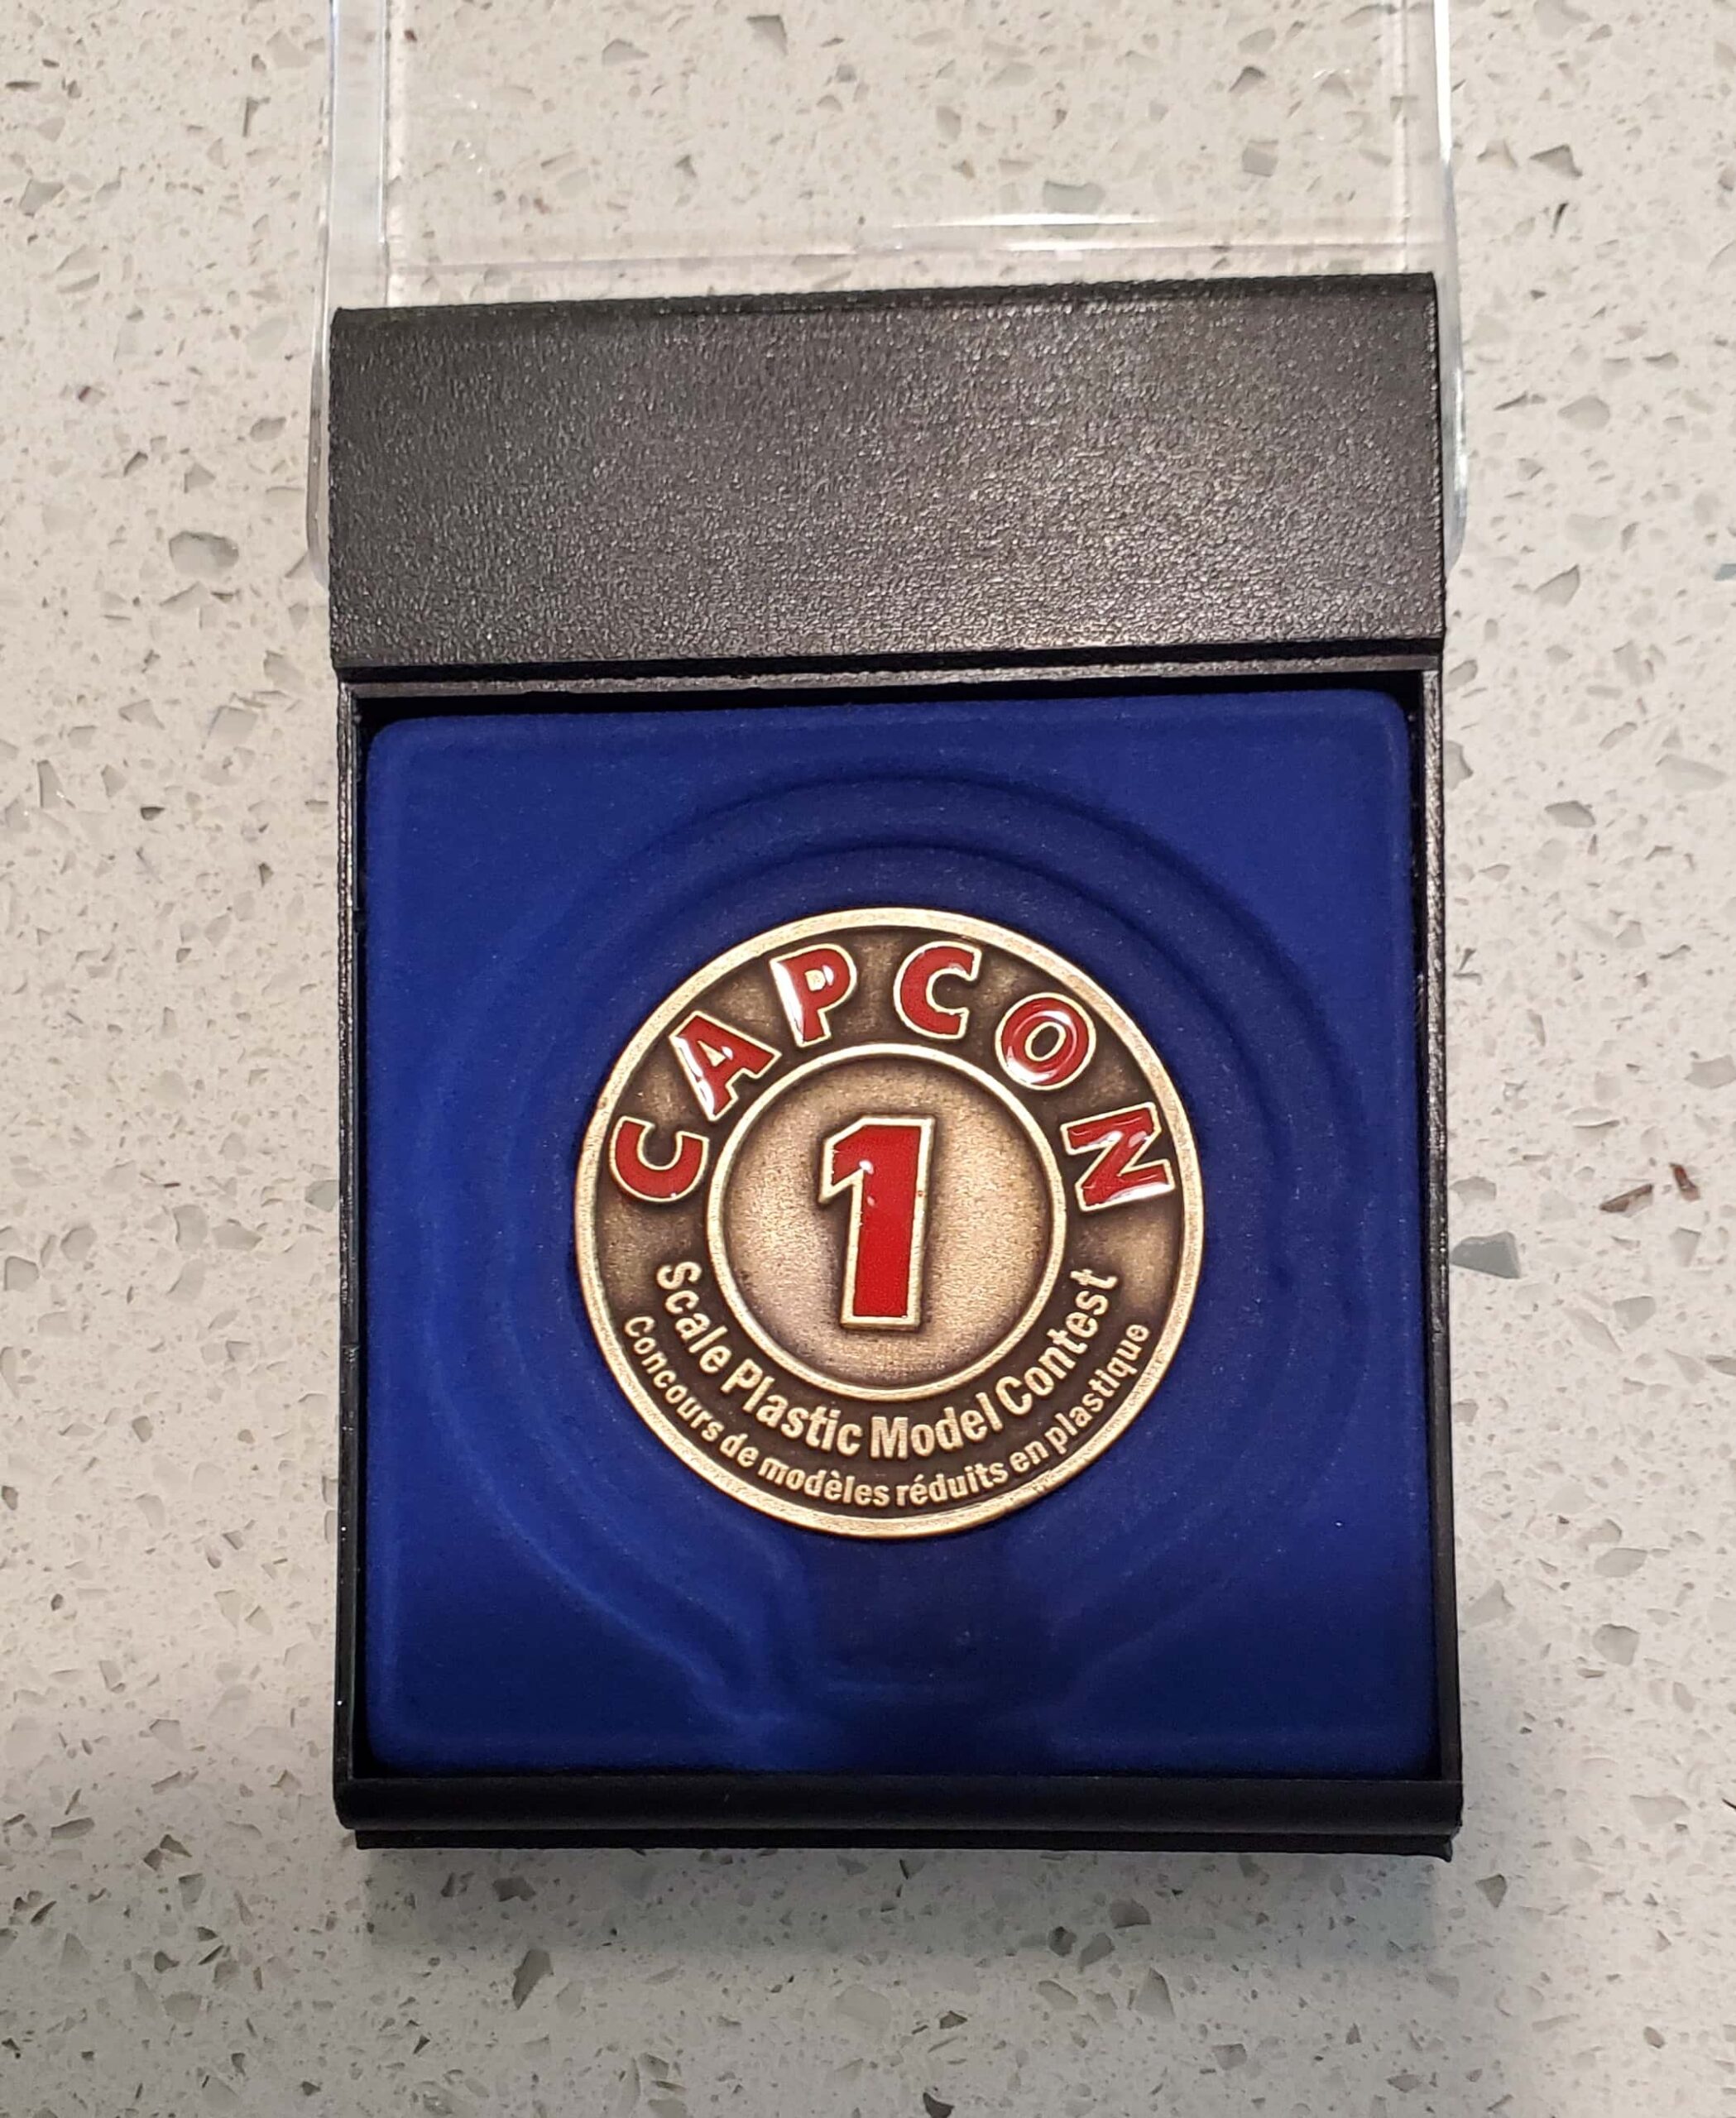 CAPCON
1
Scale Plastic Model Contest
Concours de modèles réduits en plastique